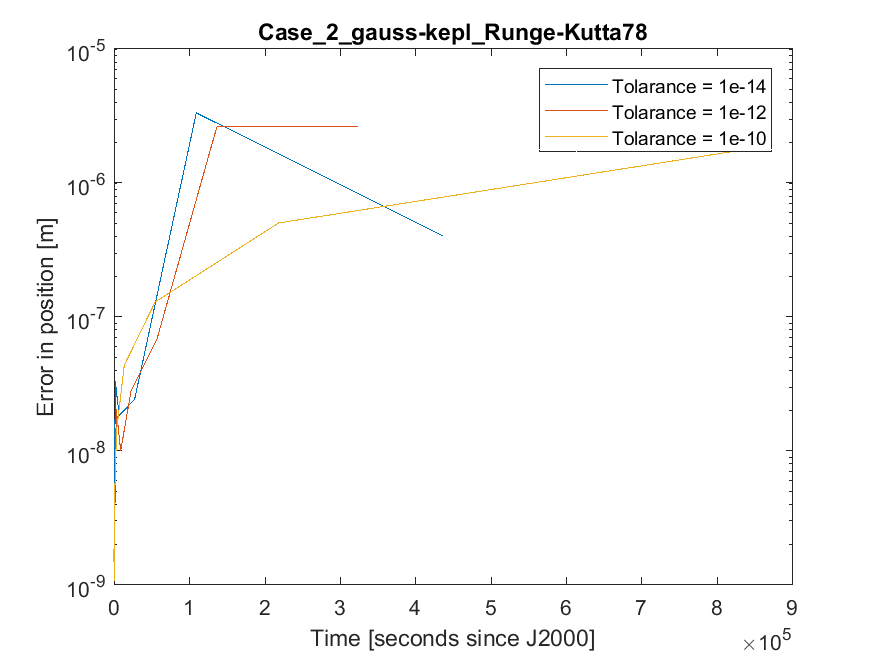 Case_2_gauss-kepl_Runge-Kutta78
10⁻⁵
10⁻⁶
10⁻⁷
10⁻⁸
10⁻⁹
Error in position [m]
Tolarance = 1e-14
Tolarance = 1e-12
Tolarance = 1e-10
0 1 2 3 4 5 6 7 8 9
×10⁵
Time [seconds since J2000]